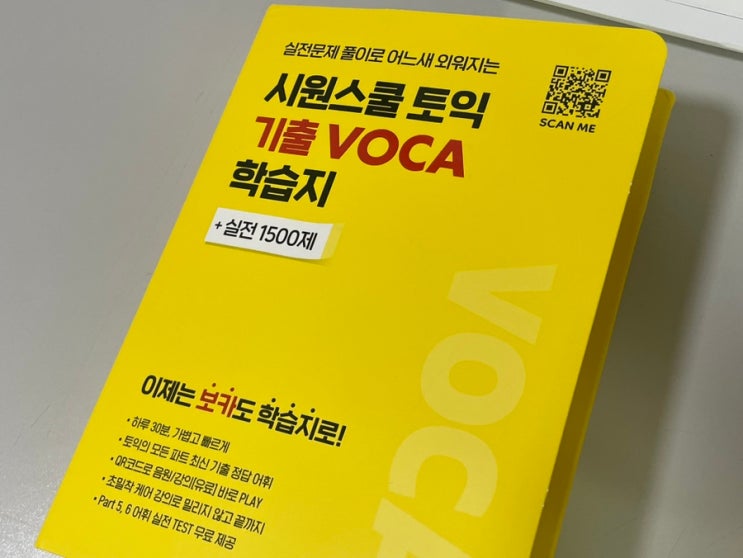 실전문제 풀이로 어느새 외워지는
시원스쿨 토익
기출 VOCA
학습지
+ 실전 1500제
SCAN ME
VOCA
이제는 보카도 학습지로!
• 하루 30분, 가볍고 빠르게
• 토익의 모든 파트 최신 기출 정답 어휘
• QR코드로 음원/강의(유료) 바로 PLAY
• 초밀착 케어 강의로 밀리지 않고 끝까지
• Part 5, 6 어휘 실전 TEST 무료 제공